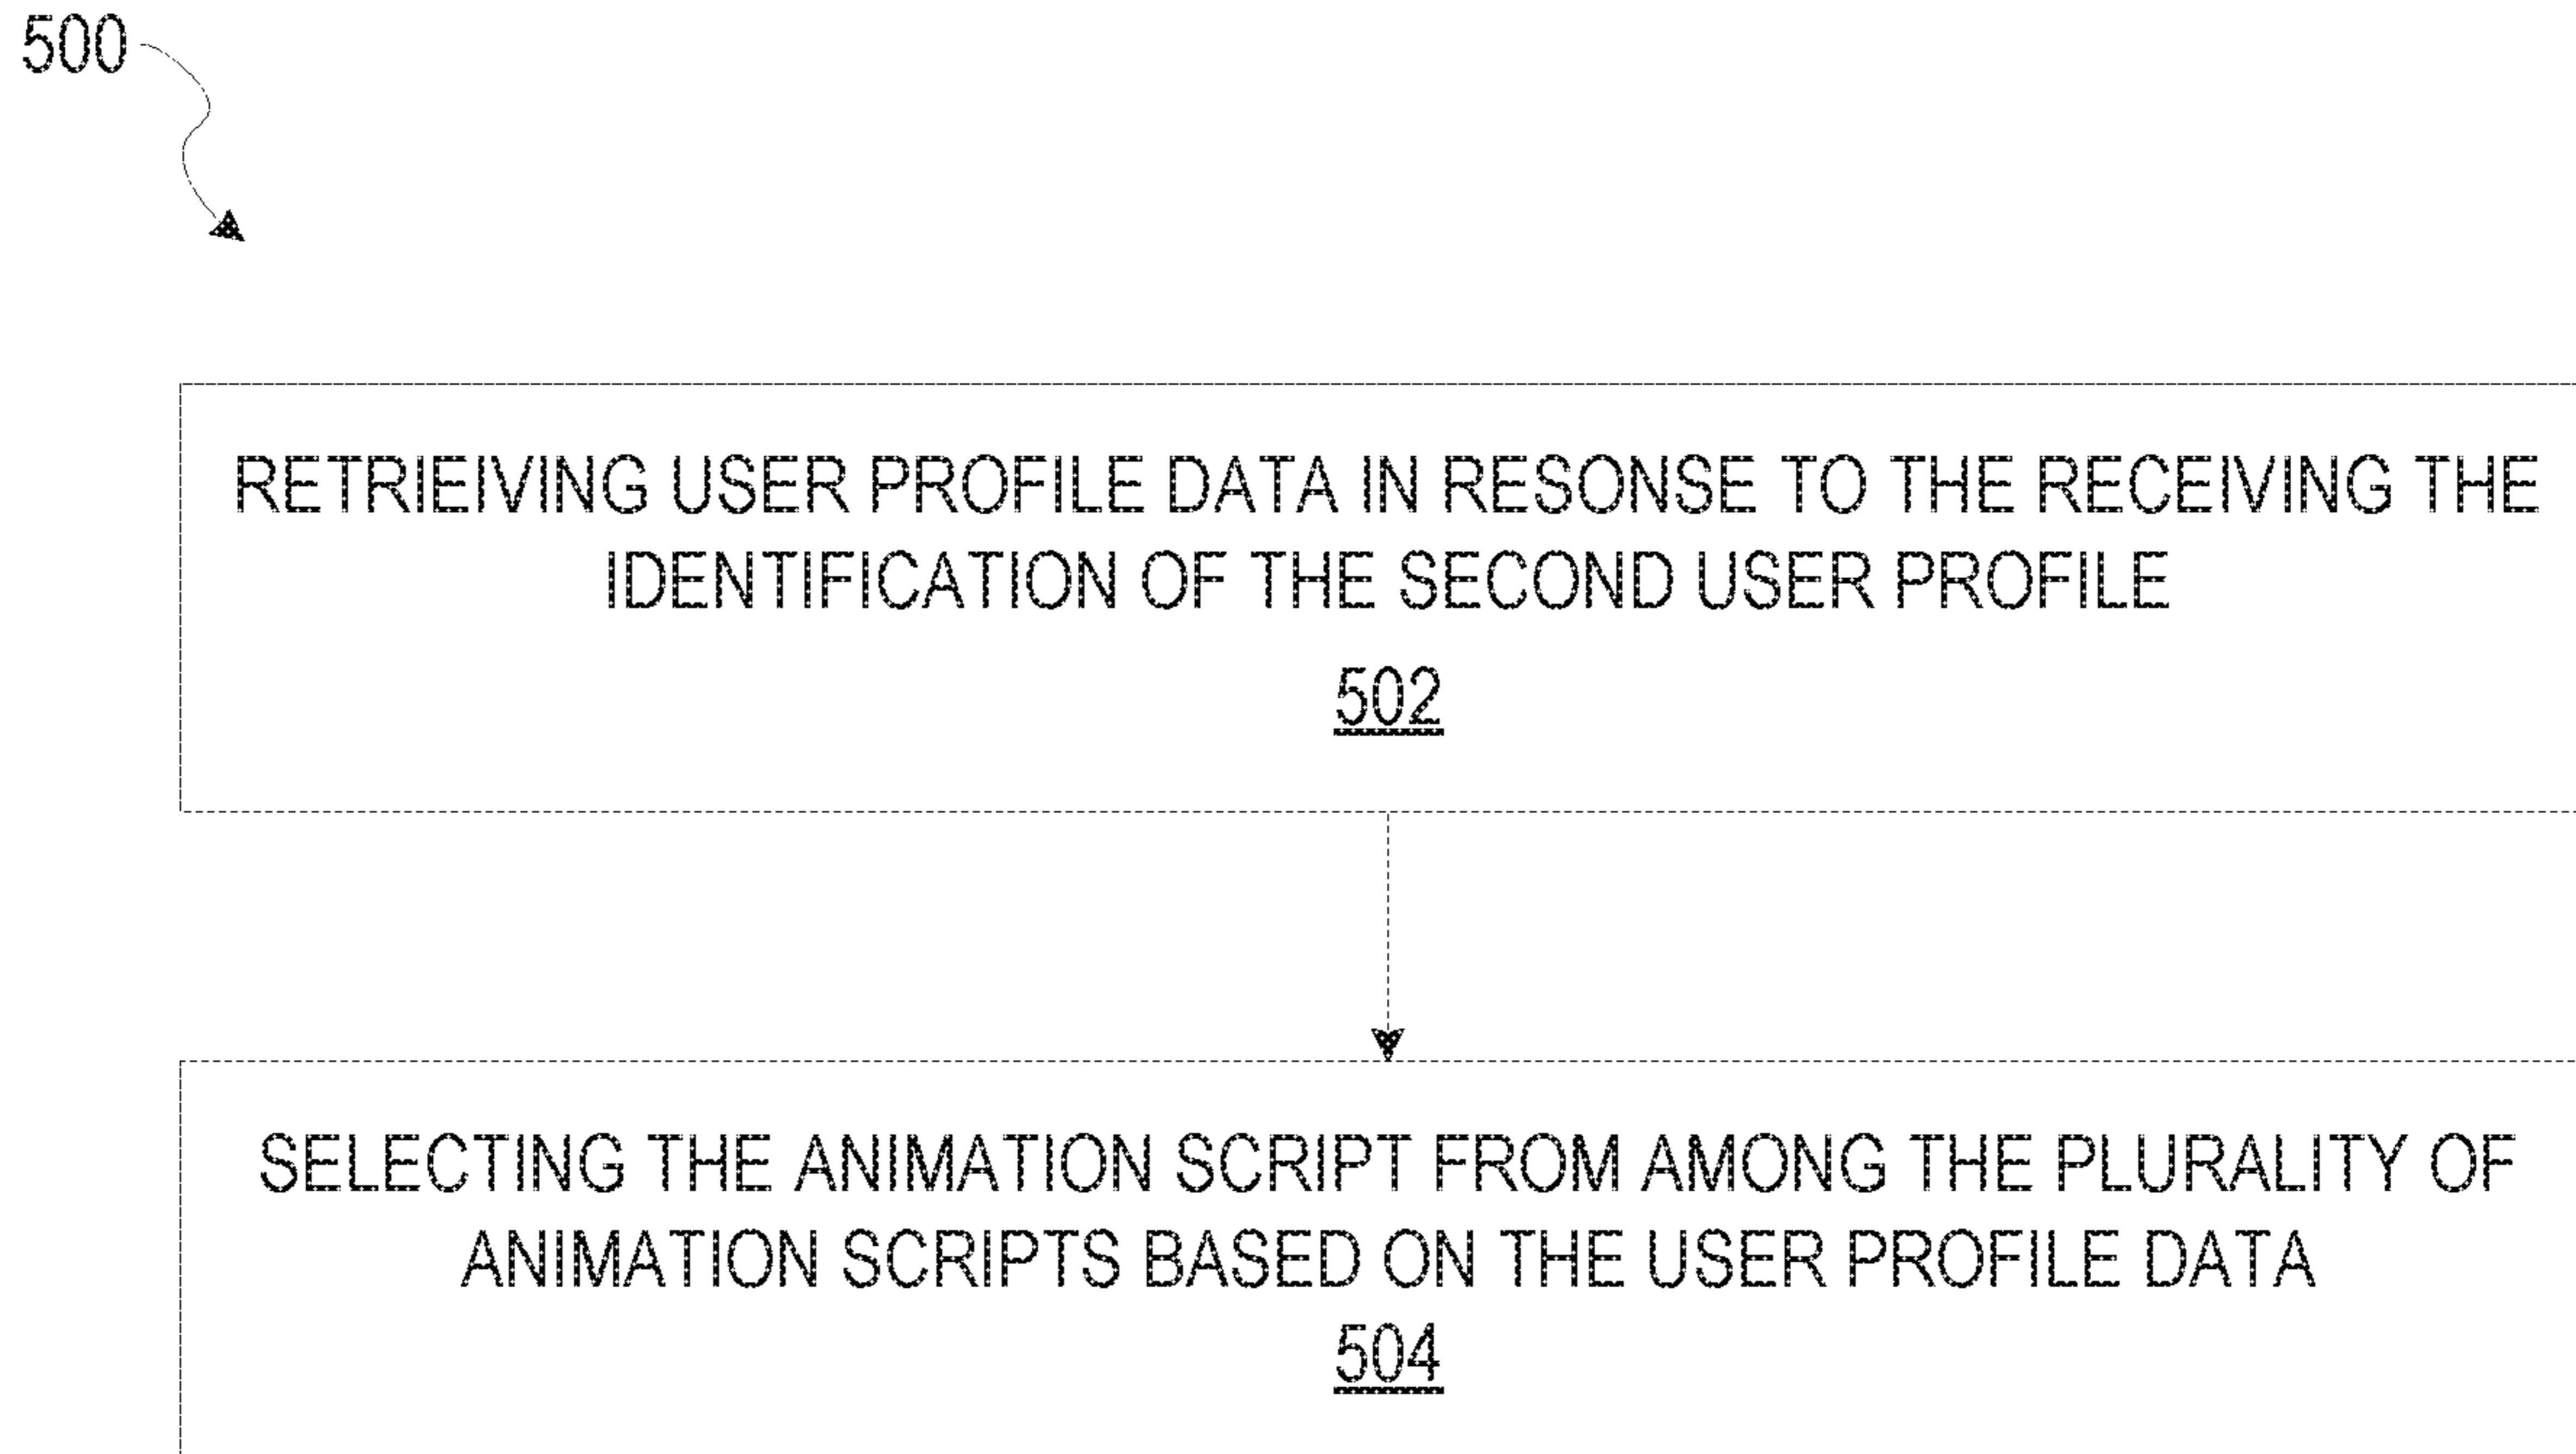 500
RETRIEIVING USER PROFILE DATA IN RESONSE TO THE RECEIVING THE
IDENTIFICATION OF THE SECOND USER PROFILE
502
SELECTING THE ANIMATION SCRIPT FROM AMONG THE PLURALITY OF
ANIMATION SCRIPTS BASED ON THE USER PROFILE DATA
504